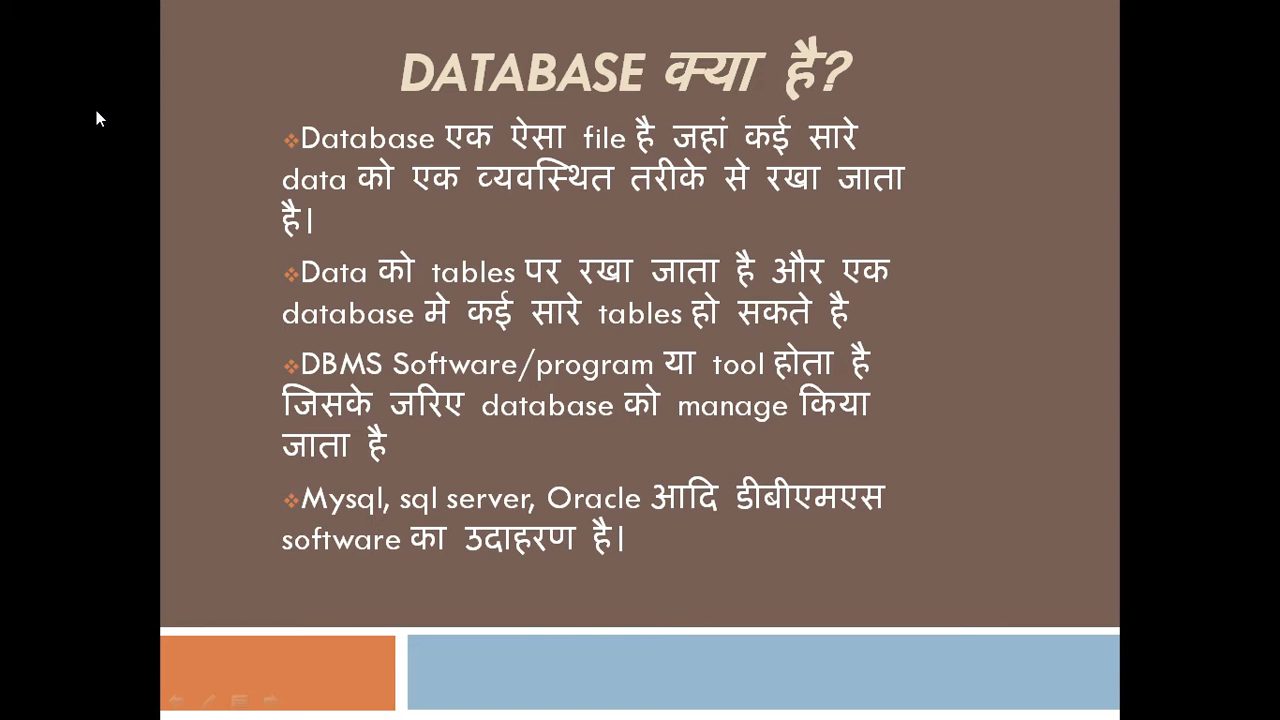 DATABASE क्या है?
Database एक ऐसा file है जहां कई सारे
data को एक व्यवस्थित तरीके से रखा जाता
है।
Data को tables पर रखा जाता है और एक
database मे कई सारे tables हो सकते है
DBMS Software/program या tool होता है
जिसके जरिए database को manage किया
जाता है
Mysql, sql server, Oracle आदि डीबीएमएस
software का उदाहरण है।